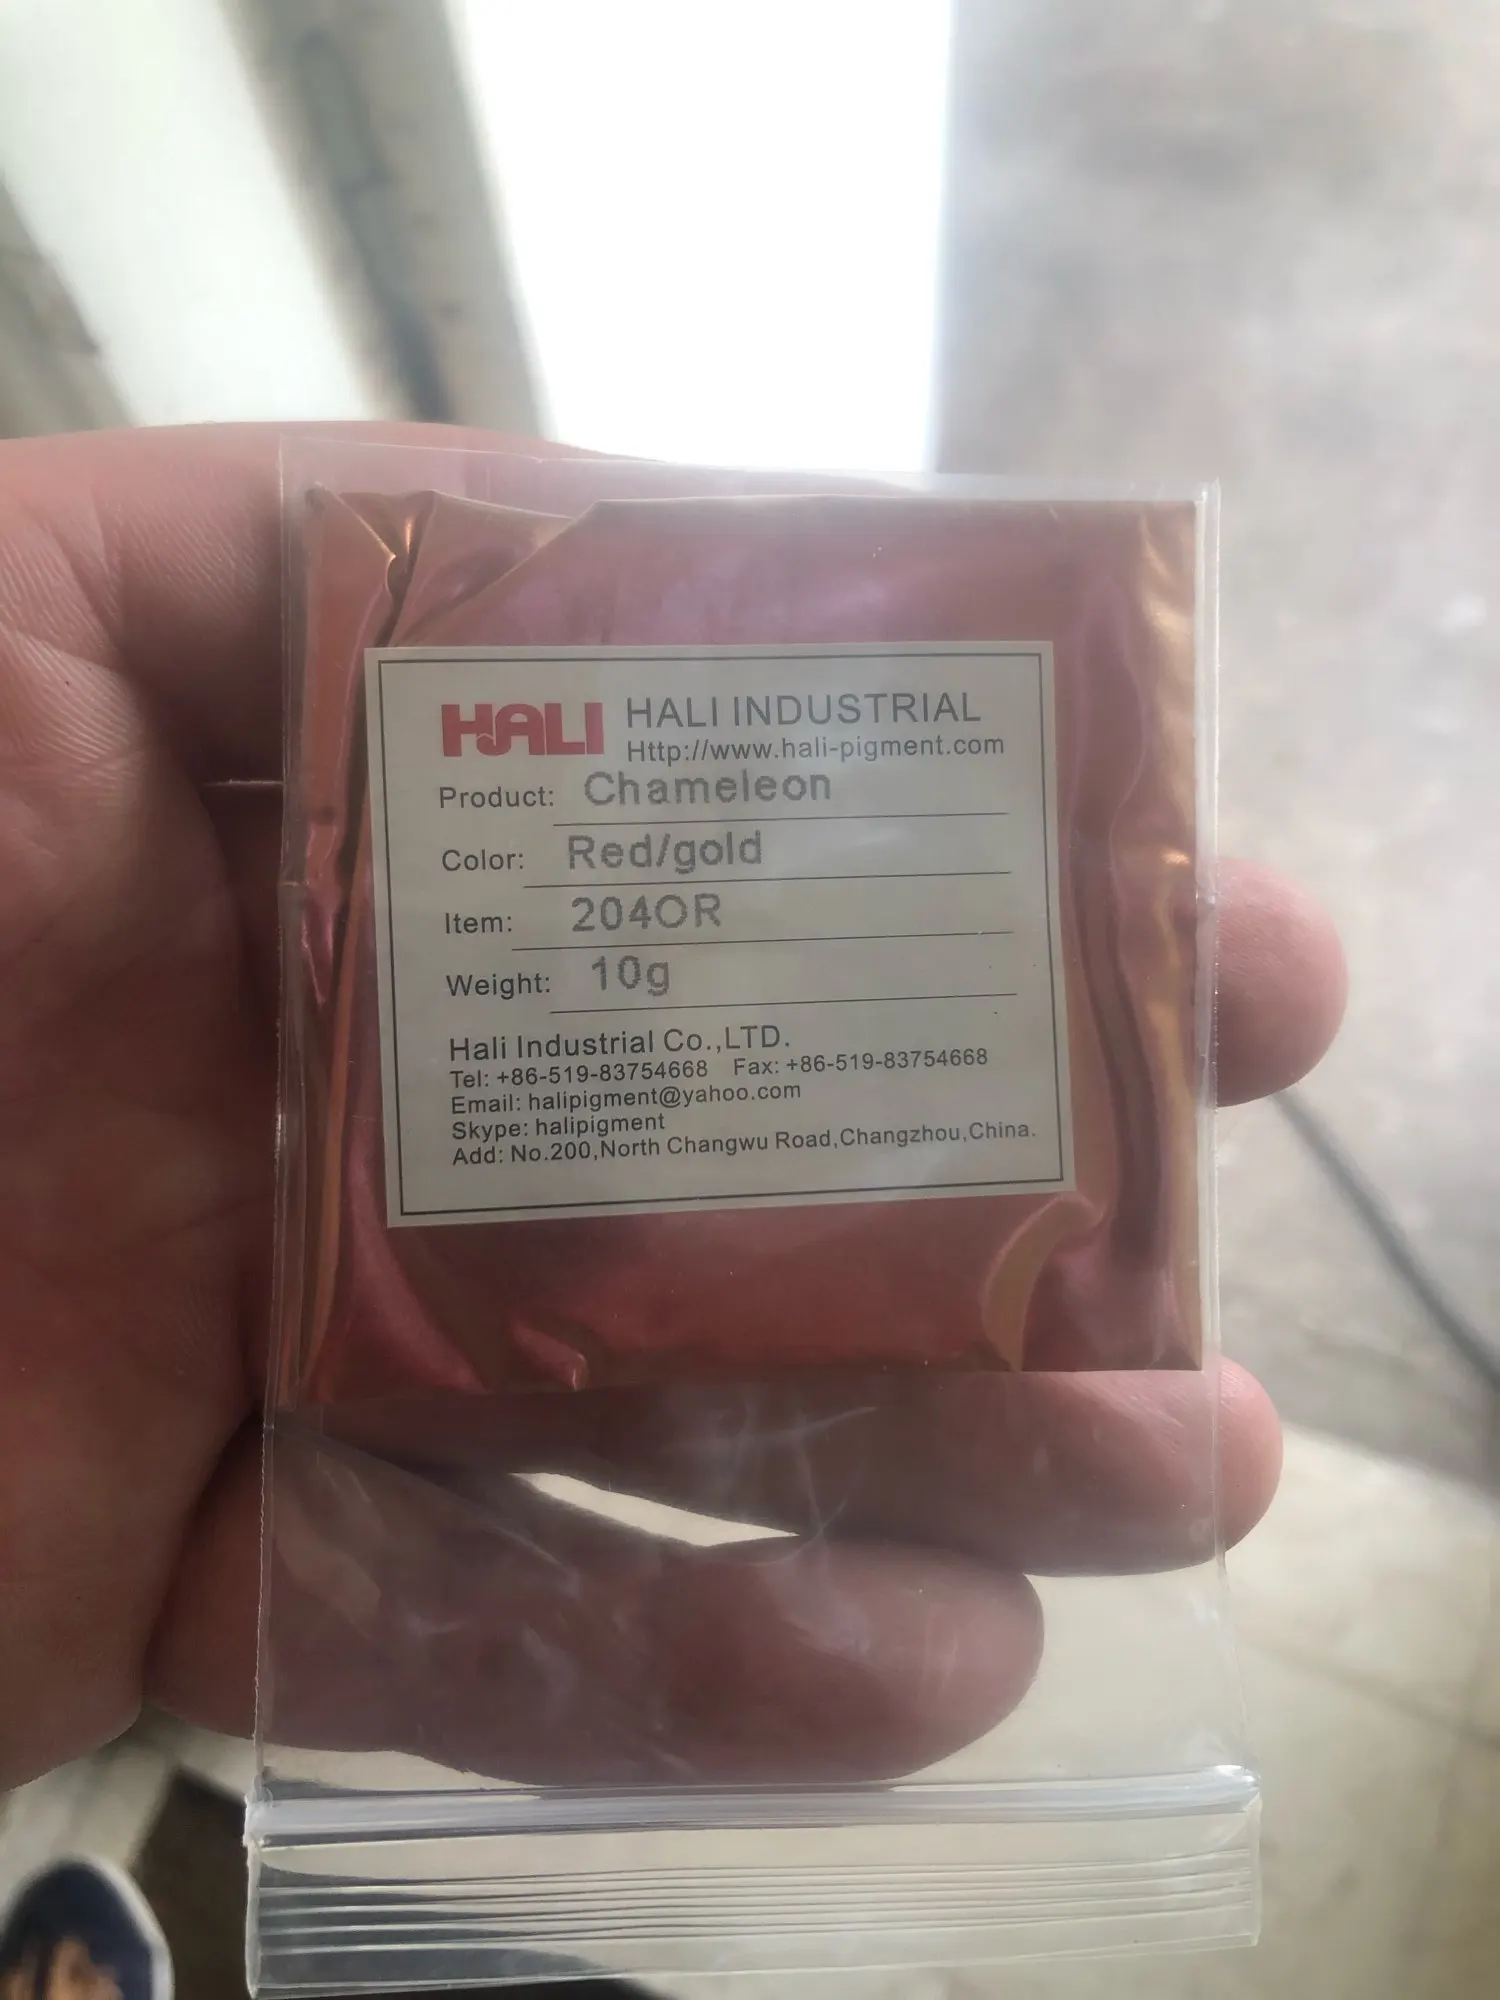 HALI HALI INDUSTRIAL
Http://www.hali-pigment.com
Product: Chameleon
Color: Red/gold
Item: 204OR
Weight: 10g
Hali Industrial Co.,LTD.
Tel: +86-519-83754668 Fax: +86-519-83754668
Email: halipigment@yahoo.com
Skype: halipigment
Add: No.200,North Changwu Road,Changzhou,China.